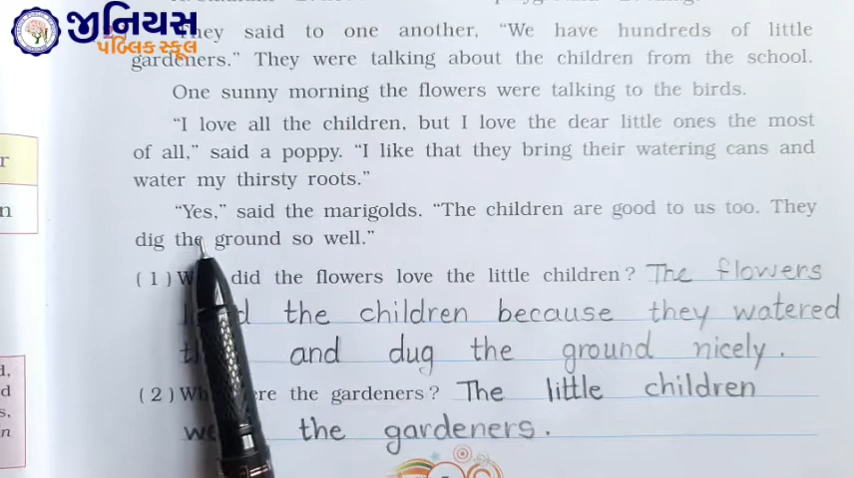 જીનિયસ
પબ્લિક સ્કૂલ
They said to one another, “We have hundreds of little
gardeners.” They were talking about the children from the school.
One sunny morning the flowers were talking to the birds.
“I love all the children, but I love the dear little ones the most
of all,” said a poppy. “I like that they bring their watering cans and
water my thirsty roots.”
“Yes,” said the marigolds. “The children are good to us too. They
dig the ground so well.”
(1) did the flowers love the little children? The flowers
the children because they watered
and dug the ground nicely.
(2) the gardeners? The little children
the gardeners.